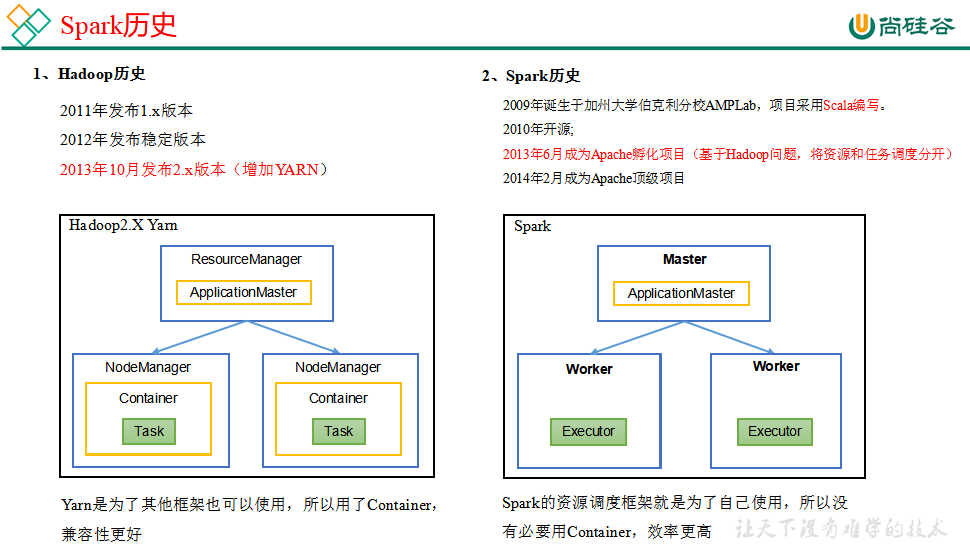 Spark历史
尚硅谷
1、Hadoop历史
2011年发布1.x版本
2012年发布稳定版本
2013年10月发布2.x版本（增加YARN）
Hadoop2.X Yarn
ResourceManager
ApplicationMaster
NodeManager
Container
Task
NodeManager
Container
Task
Yarn是为了其他框架也可以使用，所以用了Container，
兼容性更好
2、Spark历史
2009年诞生于加州大学伯克利分校AMPLab，项目采用Scala编写。
2010年开源;
2013年6月成为Apache孵化项目（基于Hadoop问题，将资源和任务调度分开）
2014年2月成为Apache顶级项目
Spark
Master
ApplicationMaster
Worker
Executor
Worker
Executor
Spark的资源调度框架就是为了自己使用，所以没
有必要用Container，效率更高
让天下没有难学的技术